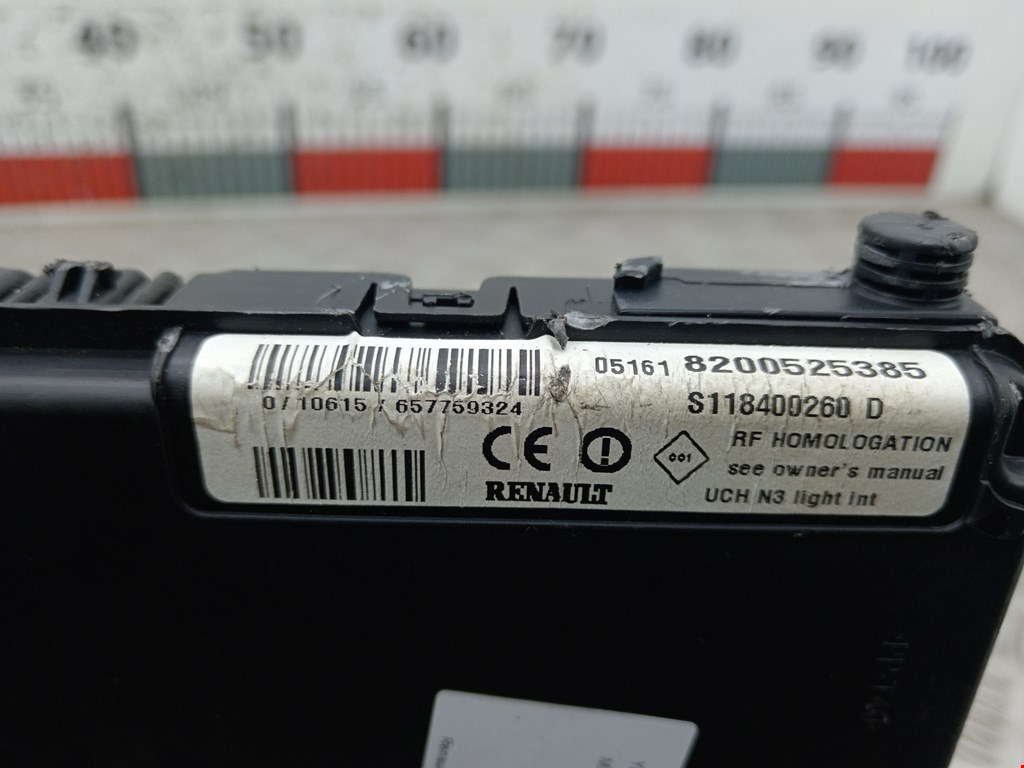 40 50 60 70 80 90 100
05161 8200525385
0/10615/657759324
S118400260 D
CE
001
RF HOMOLOGATION
see owner's manual
RENAULT
UCH N3 light int